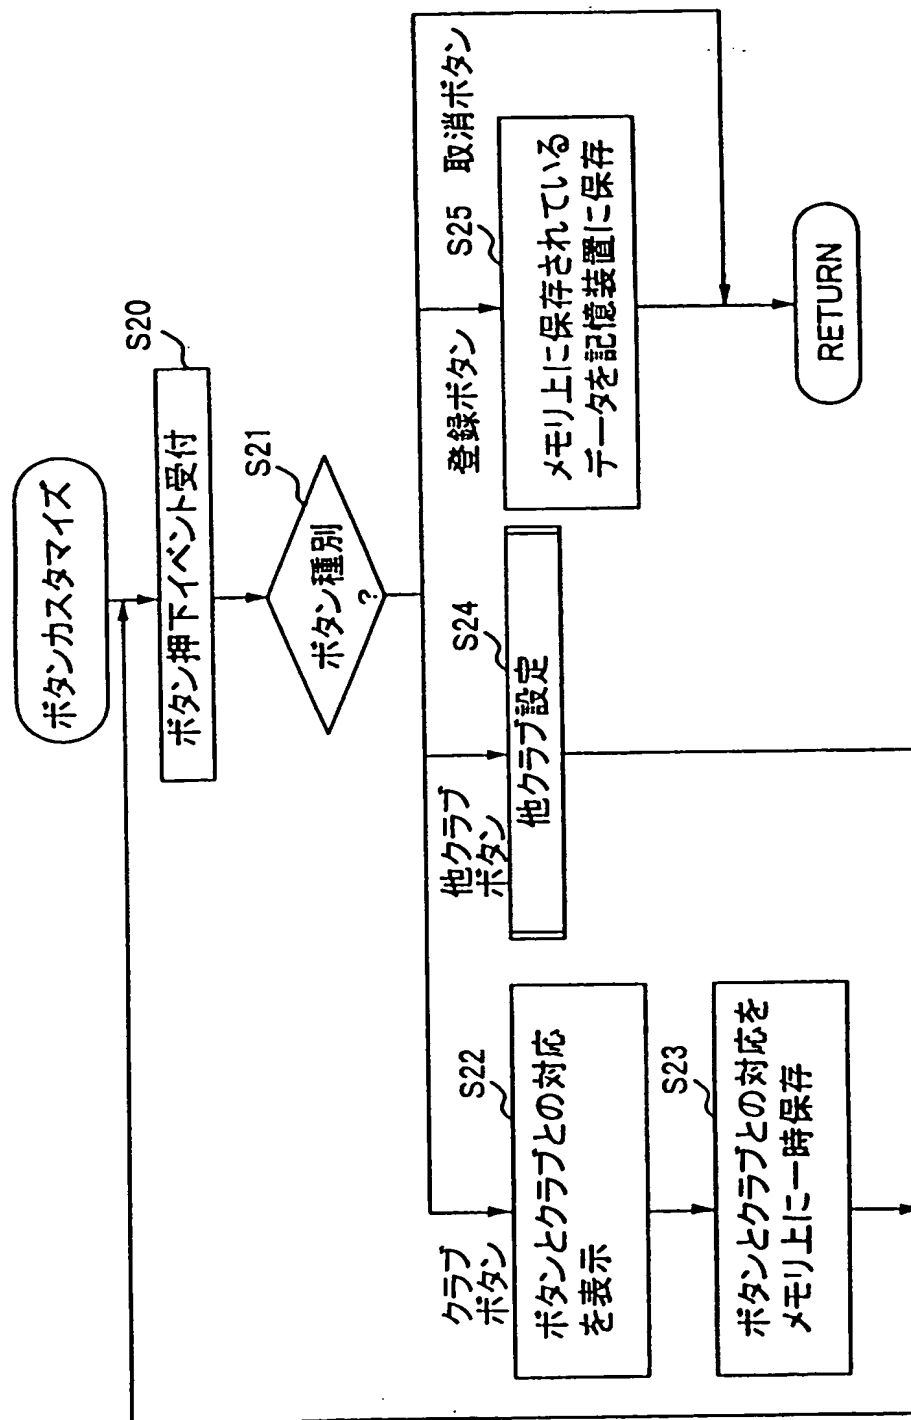 ボタンカスタマイズ
S20
ボタン押下イベント受付
S21
ボタン種別
?
クラブ
ボタン
S22
ボタンとクラブとの対応
を表示
S23
ボタンとクラブとの対応を
メモリ上に一時保存
他クラブ
ボタン
S24
他クラブ設定
登録ボタン
S25
メモリ上に保存されている
データを記憶装置に保存
取消ボタン
RETURN